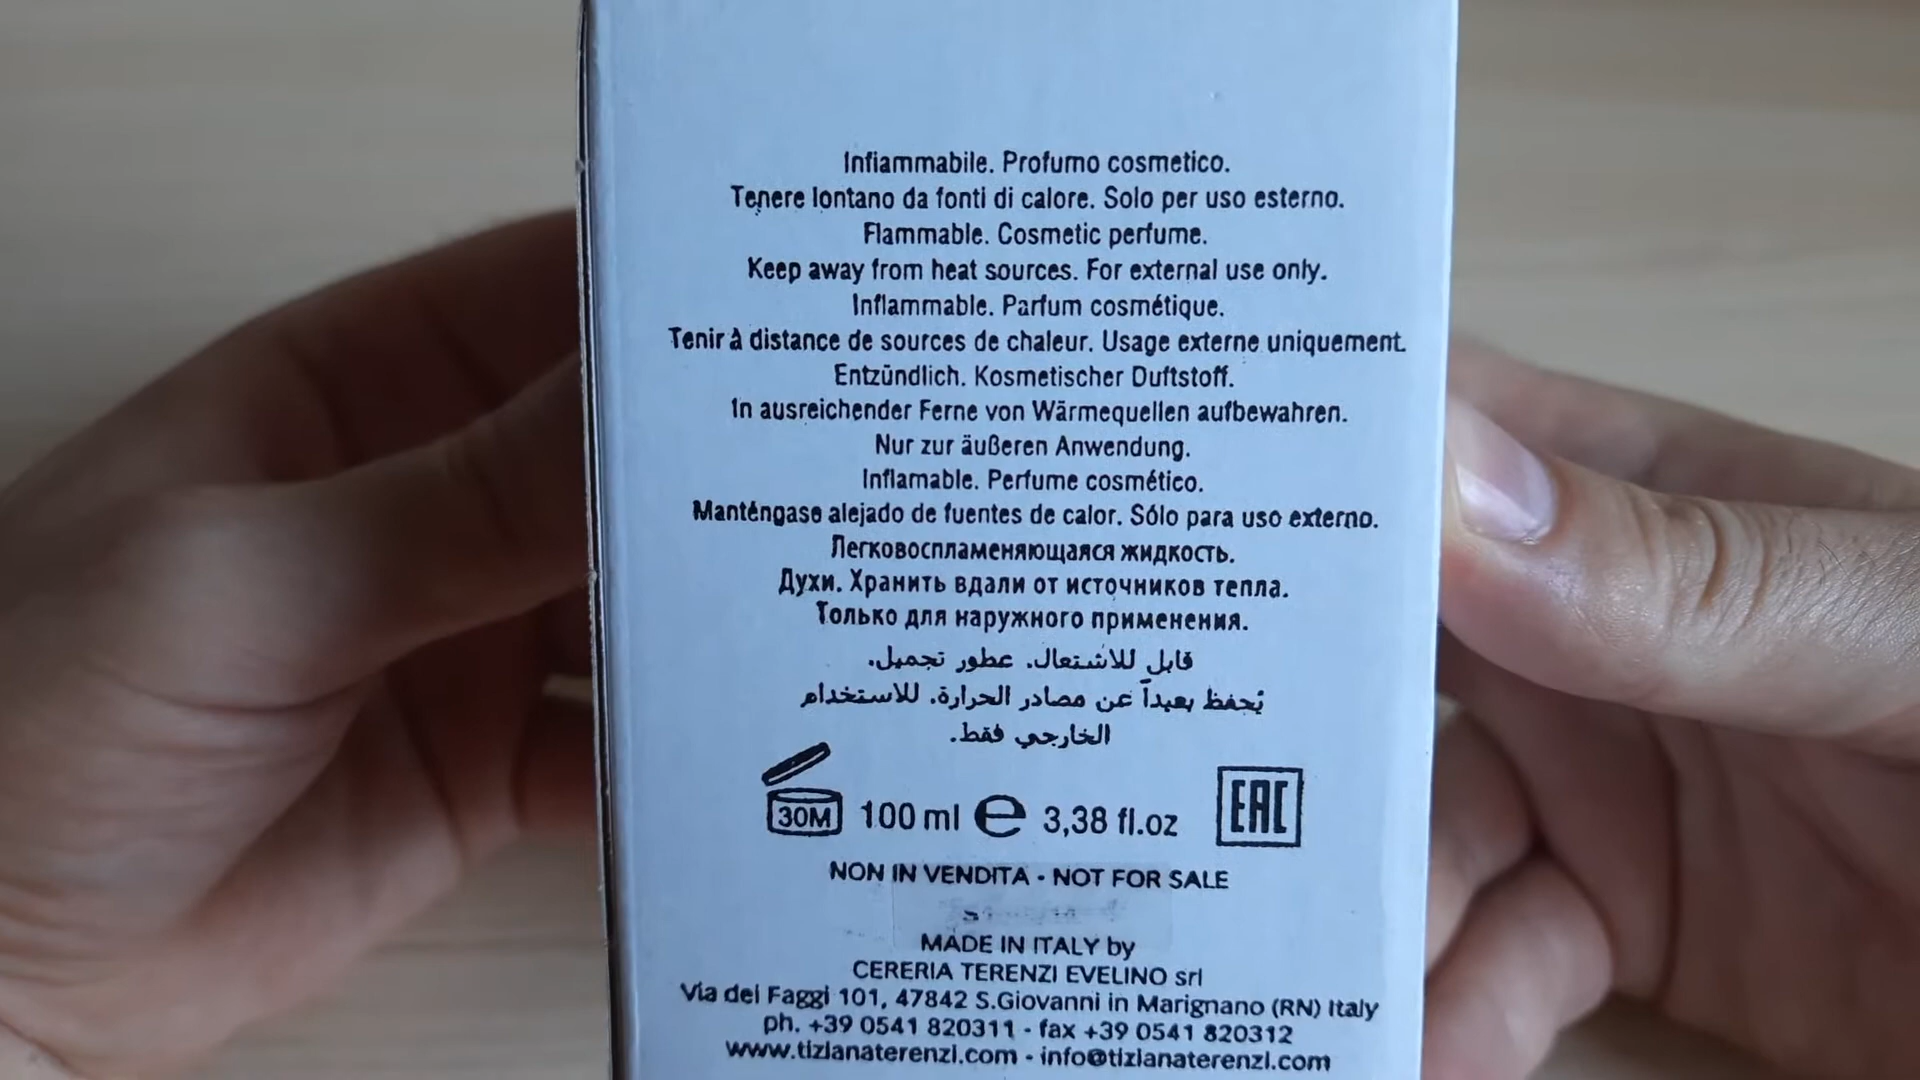 Infiammabile. Profumo cosmetico.
Tenere lontano da fonti di calore. Solo per uso esterno.
Flammable. Cosmetic perfume.
Keep away from heat sources. For external use only.
Inflammable. Parfum cosmétique.
Tenir à distance de sources de chaleur. Usage externe uniquement.
Entzündlich. Kosmetischer Duftstoff.
In ausreichender Ferne von Wärmequellen aufbewahren.
Nur zur äußeren Anwendung.
Inflamable. Perfume cosmético.
Manténgase alejado de fuentes de calor. Sólo para uso externo.
Легковоспламеняющаяся жидкость.
Духи. Хранить вдали от источников тепла.
Только для наружного применения.
قابل للاشتعال. عطور تجميل.
يُحفظ بعيداً عن مصادر الحرارة. للاستخدام
الخارجي فقط.
30M 100 ml e 3,38 fl.oz EAC
NON IN VENDITA - NOT FOR SALE
MADE IN ITALY by
CERERIA TERENZI EVELINO srl
Via dei Faggi 101, 47842 S.Giovanni in Marignano (RN) Italy
ph. +39 0541 820311 - fax +39 0541 820312
www.tizianaterenzi.com - info@tizianaterenzi.com